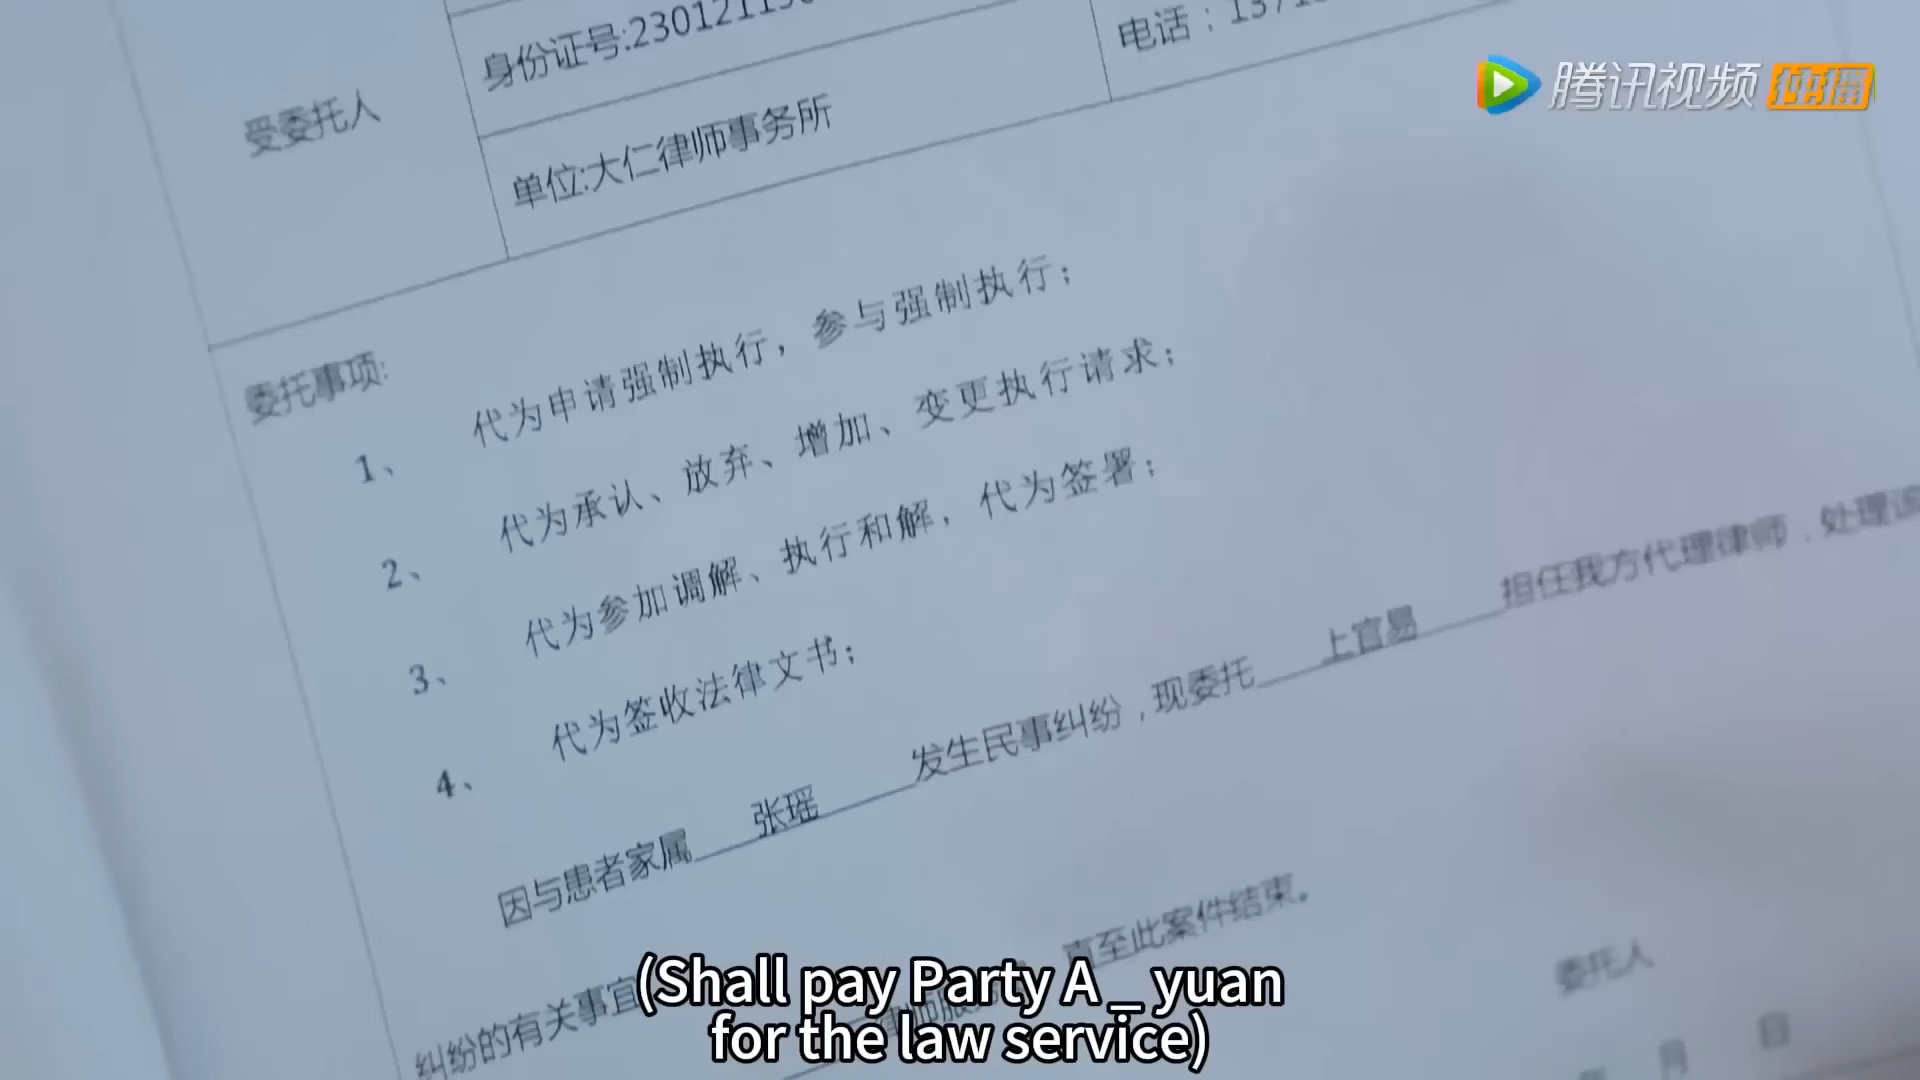 身份证号:2301211
电话：1371
受委托人
单位:大仁律师事务所
腾讯视频 独播
委托事项:
1、 代为申请强制执行，参与强制执行；
2、 代为承认、放弃、增加、变更执行请求；
3、 代为参加调解、执行和解，代为签署；
4、 代为签收法律文书；
因与患者家属 张瑶 发生民事纠纷，现委托 上官易 担任我方代理律师，处理该
纠纷的有关事宜 律师服 直至此案件结束。
委托人
年 月 日
(Shall pay Party A _ yuan
for the law service)